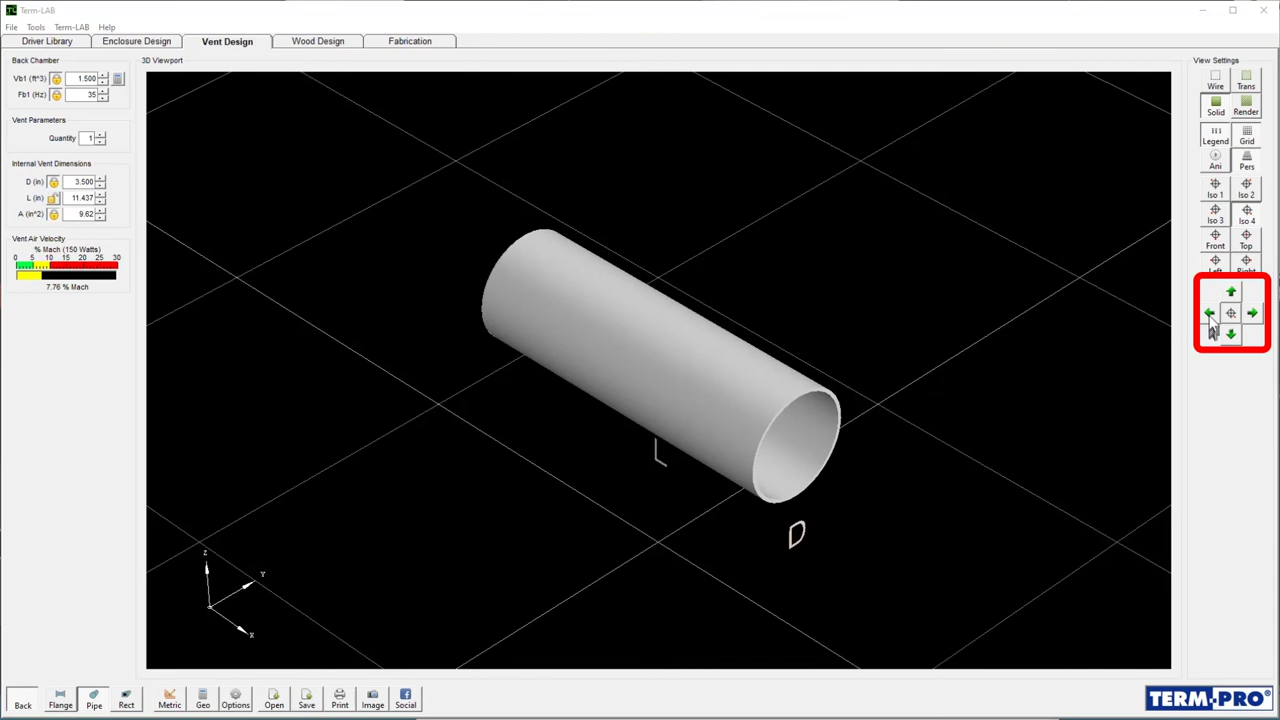 Term-LAB
File Tools Term-LAB Help
Driver Library Enclosure Design Vent Design Wood Design Fabrication
Back Chamber
Vb1 (ft^3) 1.500
Fb1 (Hz) 35
Vent Parameters
Quantity 1
Internal Vent Dimensions
D (in) 3.500
L (in) 11.437
A (in^2) 9.62
Vent Air Velocity
% Mach (150 Watts)
0 5 10 15 20 25 30
7.76 % Mach
3D Viewport
L
D
Z
Y
X
View Settings
Wire Trans
Solid Render
Legend Grid
Ani Pers
Iso 1 Iso 2
Iso 3 Iso 4
Front Top
Left Right
Back Flange Pipe Rect Metric Geo Options Open Save Print Image Social
TERM-PRO